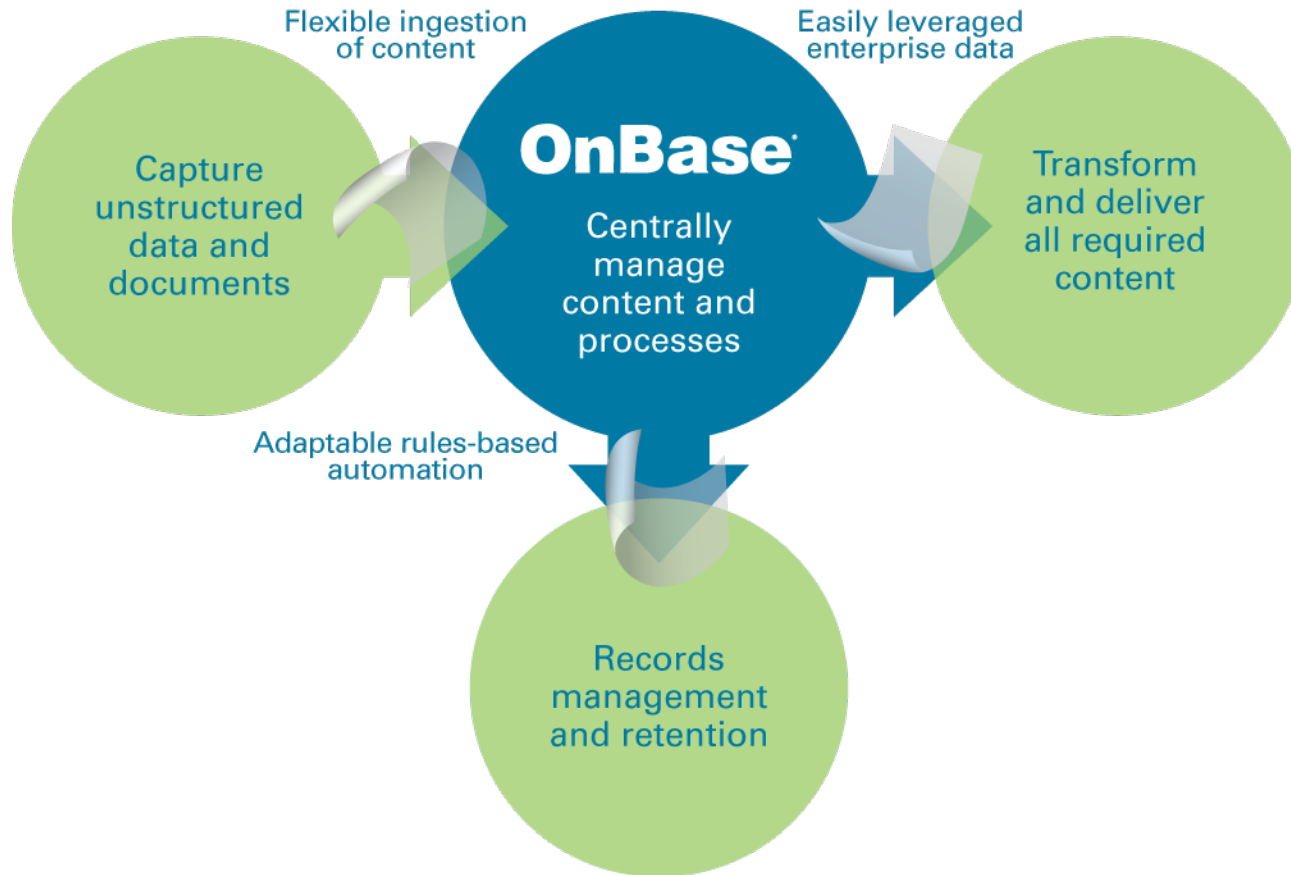 Flexible ingestion
of content
Easily leveraged
enterprise data
Capture
unstructured
data and
documents
OnBase®
Centrally
manage
content and
processes
Transform
and deliver
all required
content
Adaptable rules-based
automation
Records
management
and retention